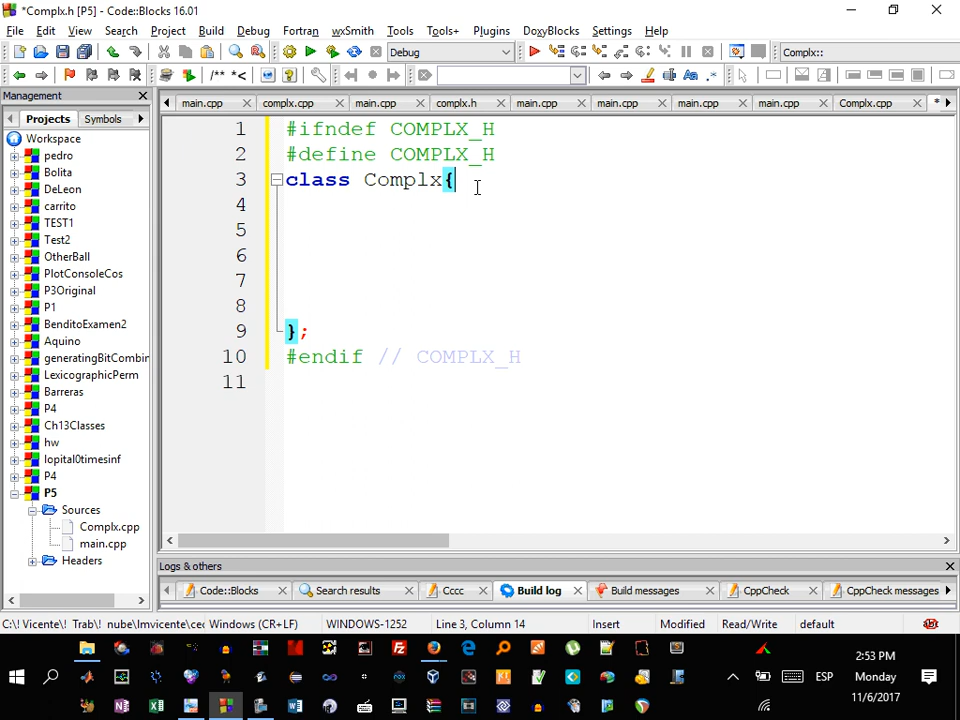 *Complx.h [P5] - Code::Blocks 16.01
File Edit View Search Project Build Debug Fortran wxSmith Tools Tools+ Plugins DoxyBlocks Settings Help
Debug Complx::
/** *<
Management
main.cpp complx.cpp main.cpp complx.h main.cpp main.cpp main.cpp main.cpp Complx.cpp *
Projects Symbols
Workspace
pedro
Bolita
DeLeon
carrito
TEST1
Test2
OtherBall
PlotConsoleCos
P3Original
P1
BenditoExamen2
Aquino
generatingBitCombin
LexicographicPerm
Barreras
P4
Ch13Classes
hw
lopital0timesinf
P4
P5
Sources
Complx.cpp
main.cpp
Headers
1 #ifndef COMPLX_H
2 #define COMPLX_H
3 class Complx{
4
5
6
7
8
9 };
10 #endif // COMPLX_H
11
Logs & others
Code::Blocks Search results Cccc Build log Build messages CppCheck CppCheck messages
C:\! Vicente\! Trab\! nube\lmvicente\cec Windows (CR+LF) WINDOWS-1252 Line 3, Column 14 Insert Modified Read/Write default
2:53 PM
ESP Monday
11/6/2017